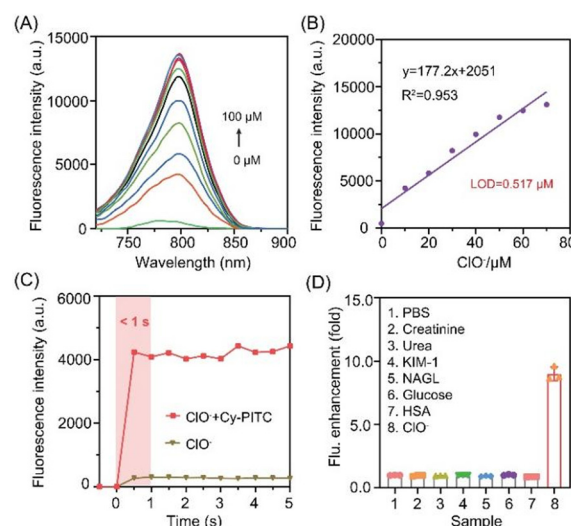 (A)
Fluorescence intensity (a.u.)
15000
10000
5000
0
100 μM
0 μM
750
800
850
900
Wavelength (nm)
(B)
Fluorescence intensity (a.u.)
20000
15000
10000
5000
0
y=177.2x+2051
R²=0.953
LOD=0.517 μM
0
20
40
60
80
ClO⁻/μM
(C)
Fluorescence intensity (a.u.)
6000
4000
2000
0
< 1 s
ClO⁻+Cy-PITC
ClO⁻
0
1
2
3
4
5
Time (s)
(D)
Flu. enhancement (fold)
15.0
10.0
5.0
0.0
1. PBS
2. Creatinine
3. Urea
4. KIM-1
5. NAGL
6. Glucose
7. HSA
8. ClO⁻
1
2
3
4
5
6
7
8
Sample